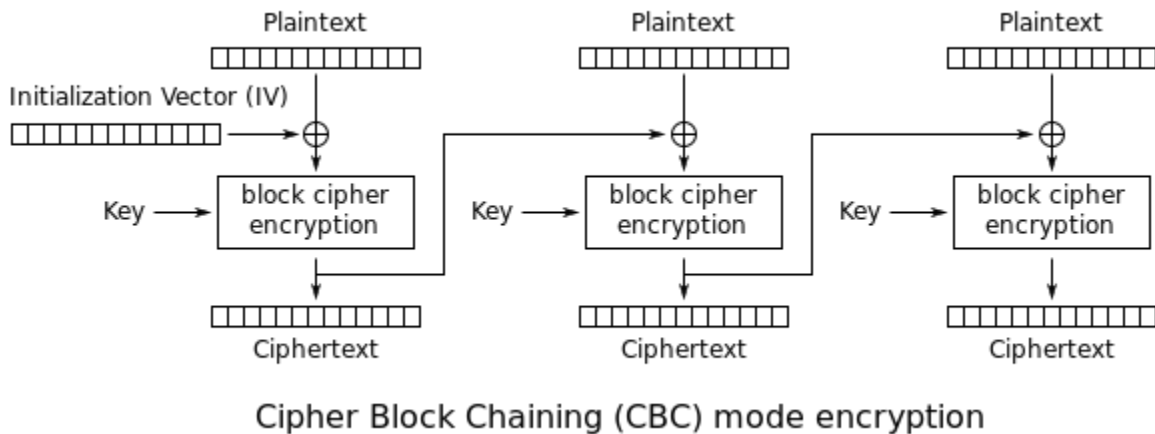 Plaintext
Plaintext
Plaintext
Initialization Vector (IV)
Key
block cipher
encryption
Key
block cipher
encryption
Key
block cipher
encryption
Ciphertext
Ciphertext
Ciphertext
Cipher Block Chaining (CBC) mode encryption